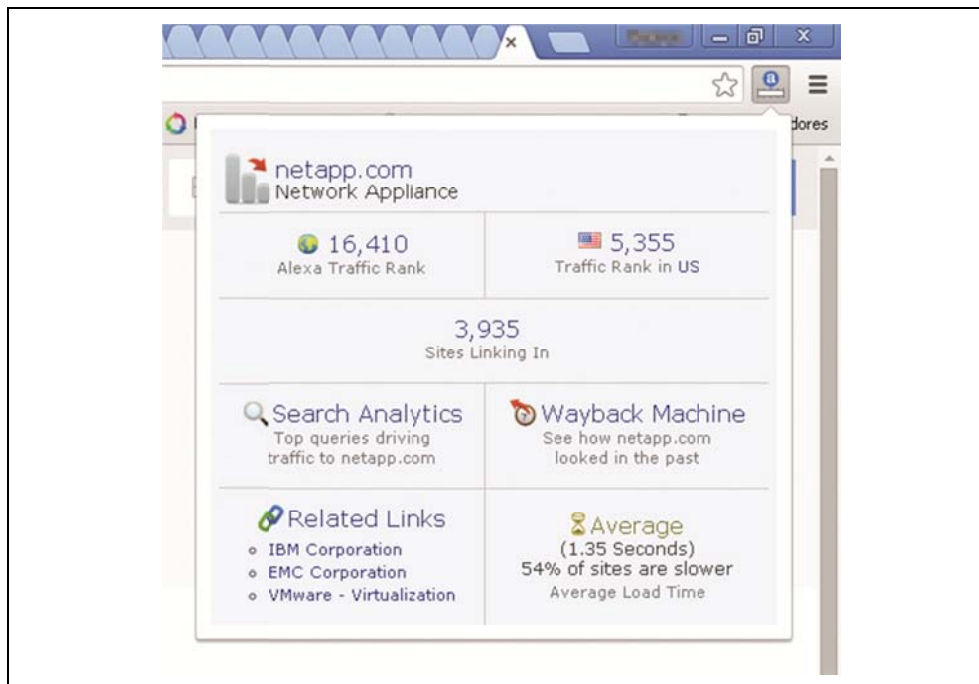 dores
netapp.com
Network Appliance
16,410
Alexa Traffic Rank
5,355
Traffic Rank in US
3,935
Sites Linking In
Search Analytics
Top queries driving
traffic to netapp.com
Wayback Machine
See how netapp.com
looked in the past
Related Links
IBM Corporation
EMC Corporation
VMware - Virtualization
Average
(1.35 Seconds)
54% of sites are slower
Average Load Time